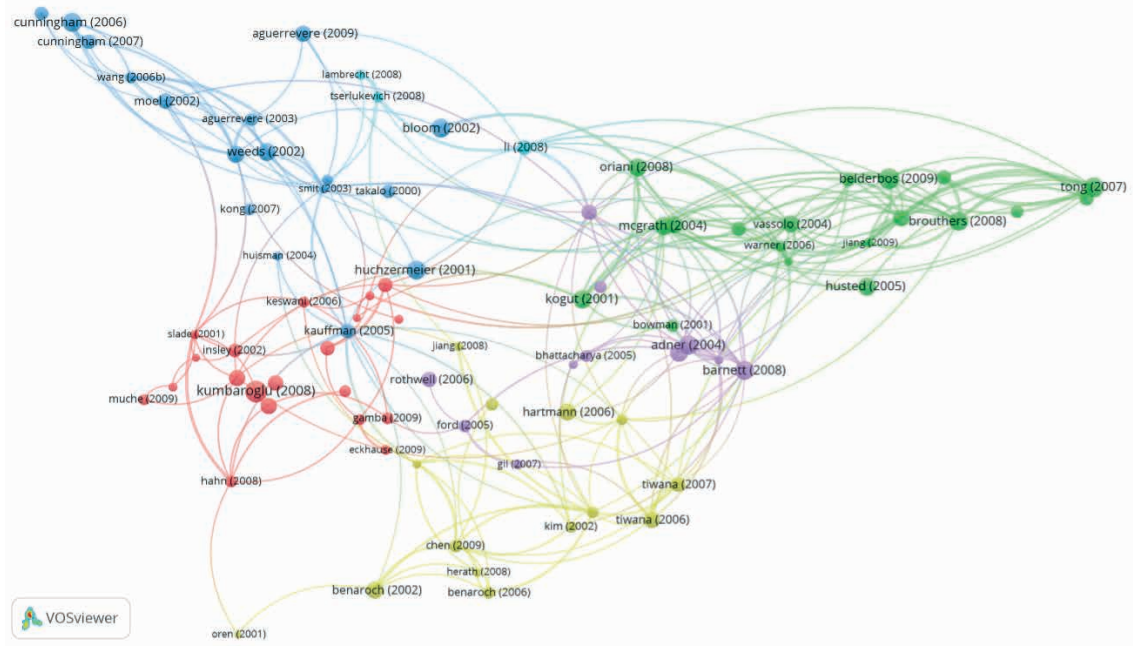 cunningham (2006)
cunningham (2007)
aguerrevere (2009)
wang (2006b)
lambrecht (2008)
tserlukevich (2008)
moel (2002)
aguerrevere (2003)
bloom (2002)
weeds (2002)
li (2008)
oriani (2008)
belderbos (2009)
tong (2007)
smit (2003)
takalo (2000)
kong (2007)
mcgrath (2004)
vassolo (2004)
brouthers (2008)
warner (2006)
jiang (2009)
huisman (2004)
huchzermeier (2001)
husted (2005)
kogut (2001)
keswani (2006)
bowman (2001)
slade (2001)
kauffman (2005)
insley (2002)
jiang (2008)
adner (2004)
bhattacharya (2005)
barnett (2008)
rothwell (2006)
kumbaroglu (2008)
muche (2009)
gamba (2009)
ford (2005)
hartmann (2006)
eckhause (2009)
gil (2007)
hahn (2008)
tiwana (2007)
kim (2002)
tiwana (2006)
chen (2009)
herath (2008)
benaroch (2002)
benaroch (2006)
VOSviewer
oren (2001)